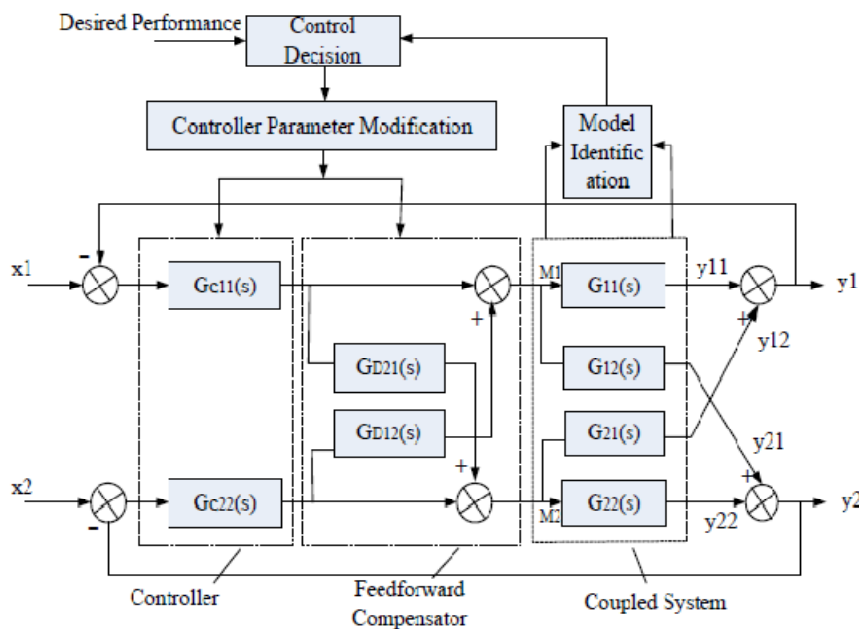 Desired Performance
Control
Decision
Controller Parameter Modification
Model
Identific
ation
-
x1
Gc11(s)
+
M1
G11(s)
y11
+
y1
y12
GD21(s)
G12(s)
GD12(s)
G21(s)
y21
+
+
x2
-
Gc22(s)
M2
G22(s)
y22
y2
Controller
Feedforward
Compensator
Coupled System